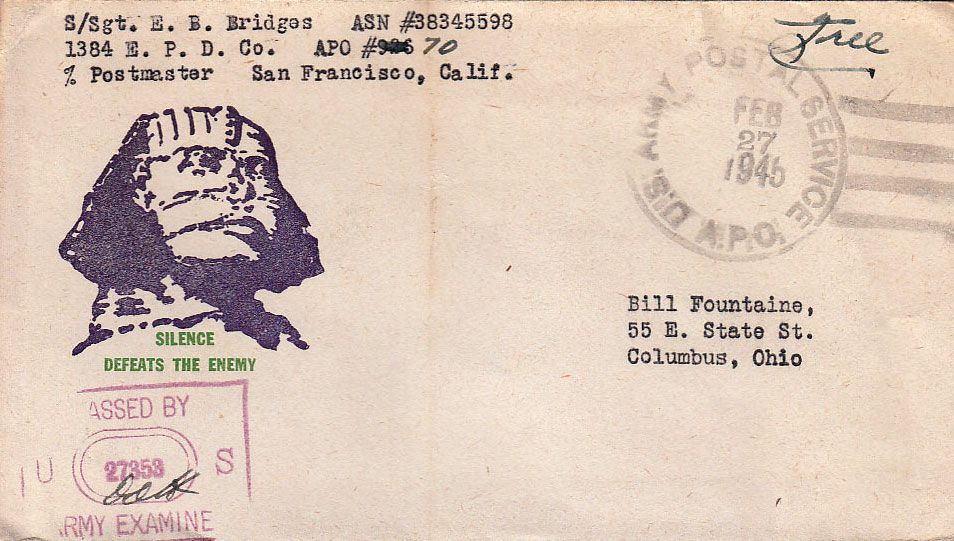 S/Sgt. E. B. Bridges ASN #38345598
1384 E. P. D. Co. APO #926 70
% Postmaster San Francisco, Calif.
Free
ARMY POSTAL SERVICE
FEB
27
1945
U.S. A.P.O.
SILENCE
DEFEATS THE ENEMY
Bill Fountaine,
55 E. State St.
Columbus, Ohio
ASSED BY
U 27353 S
RMY EXAMINE